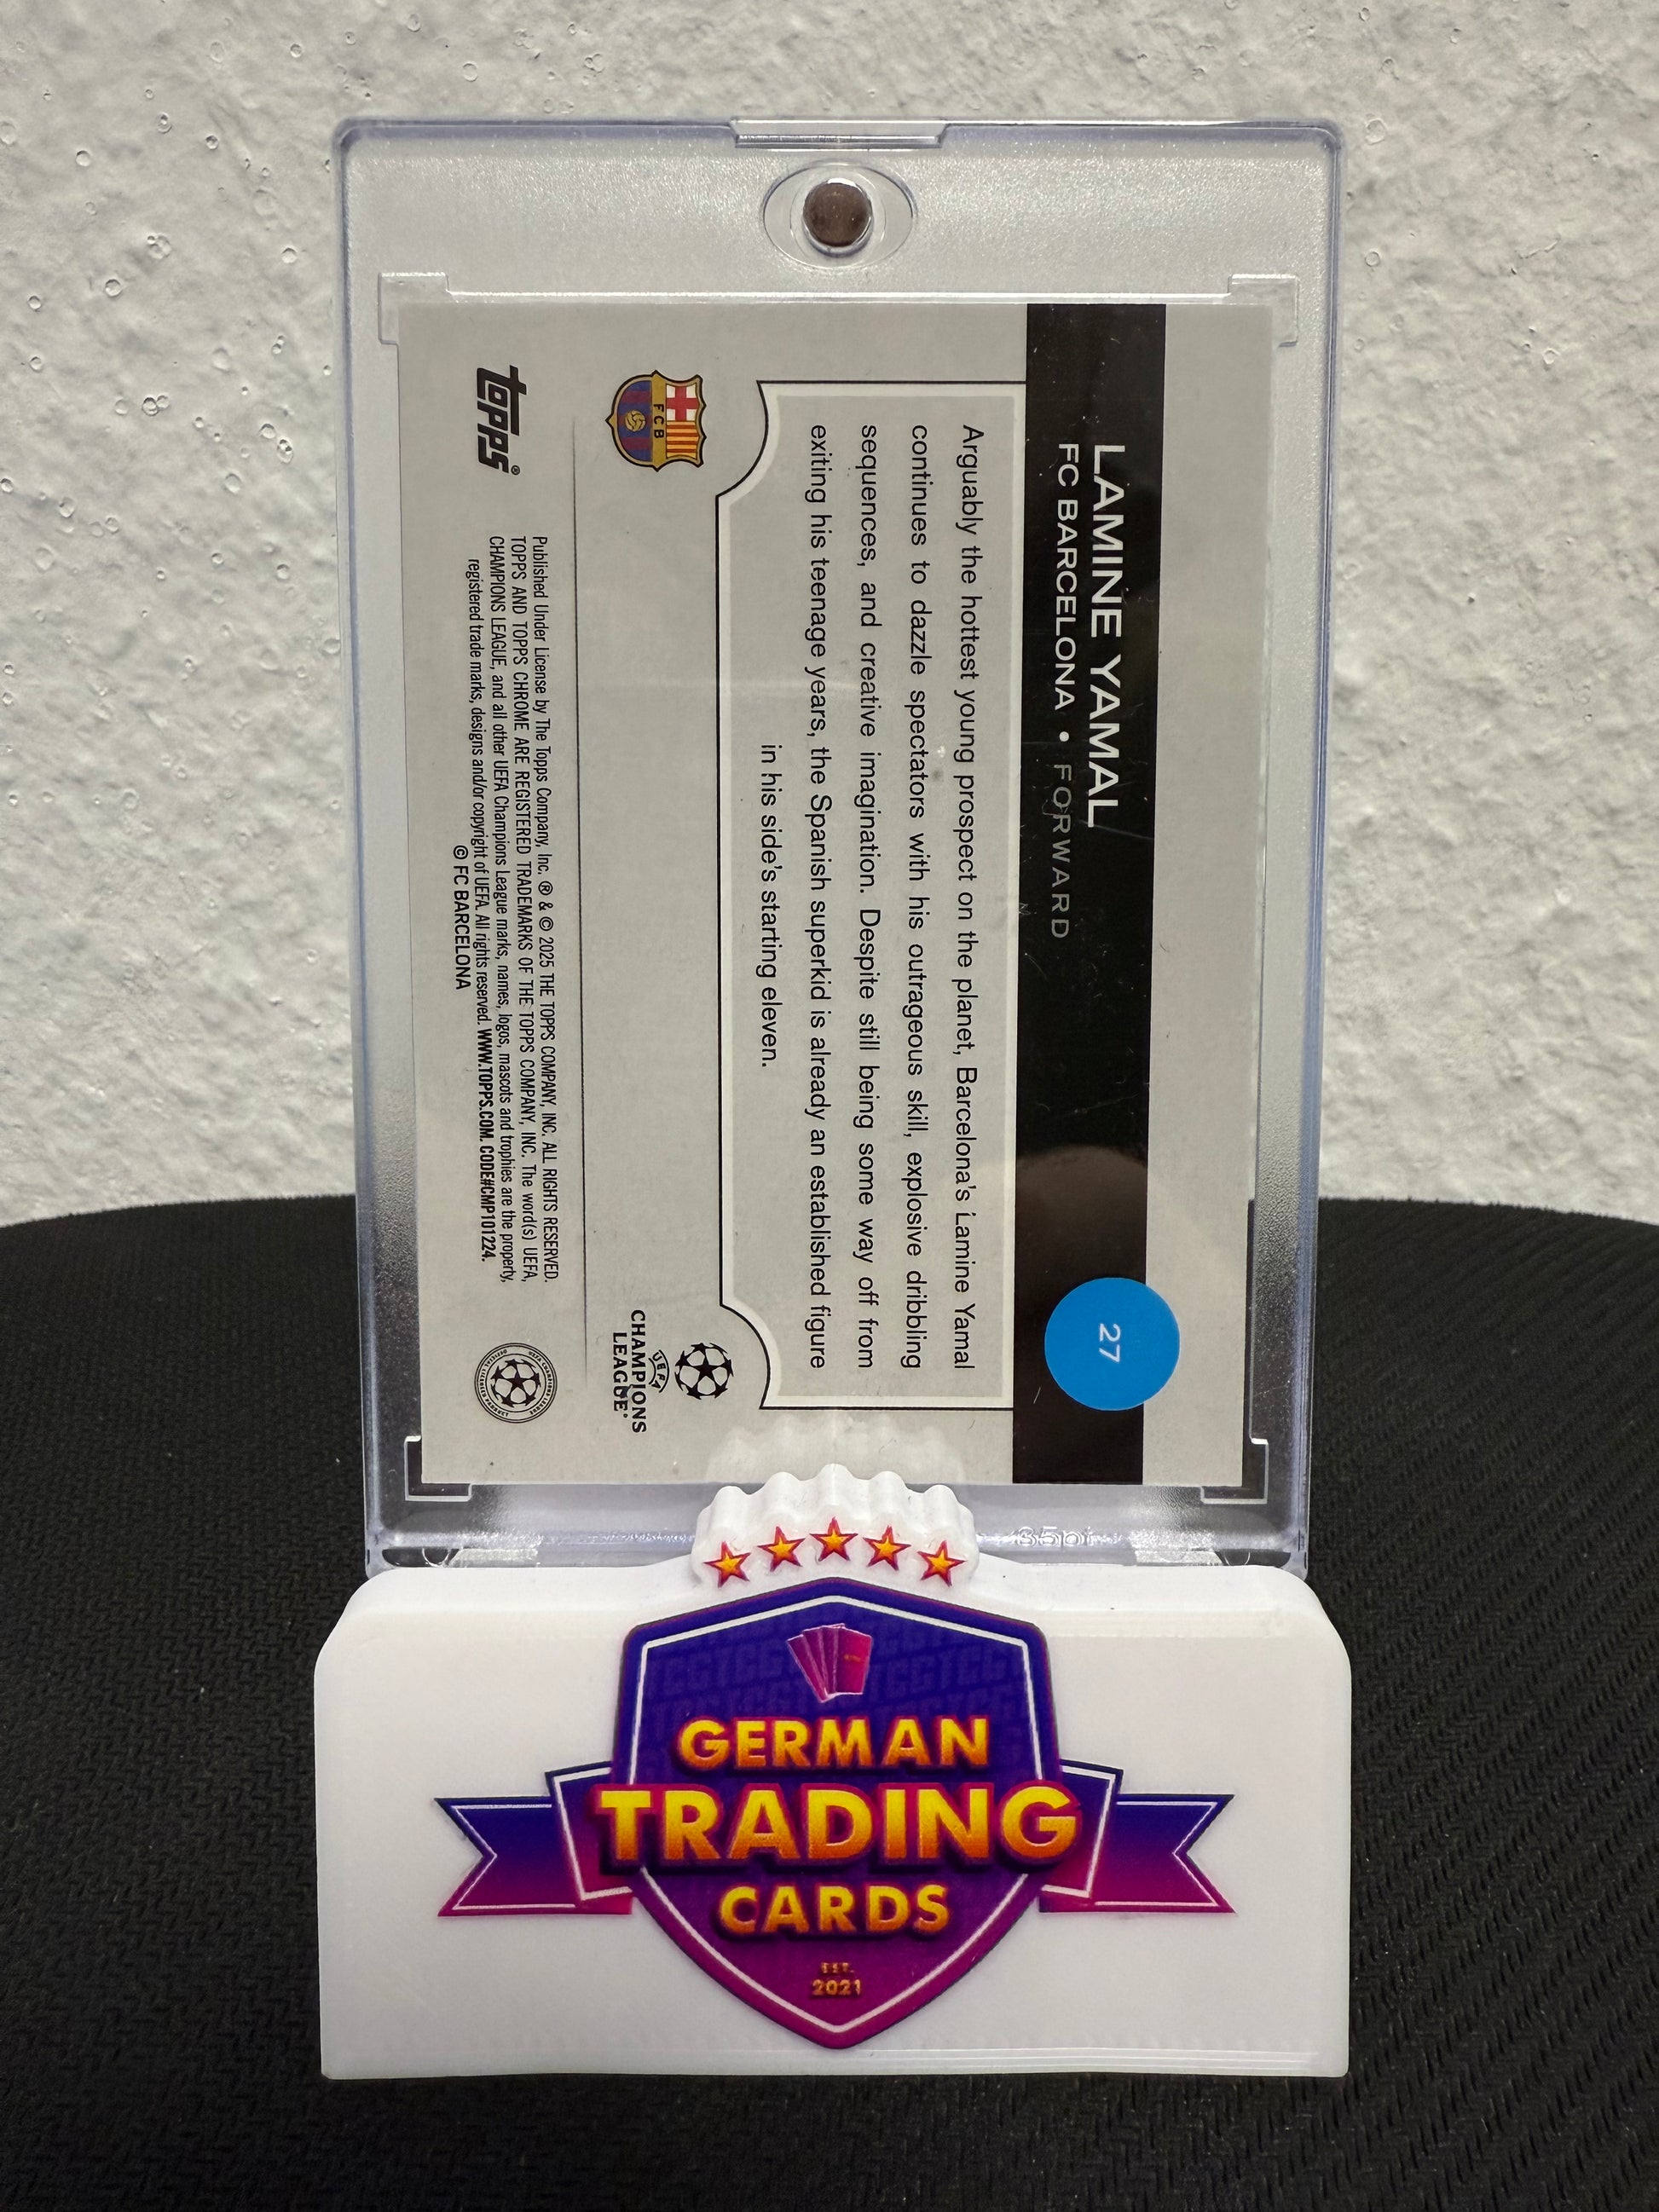 LAMINE YAMAL
FC BARCELONA • FORWARD
27
Arguably the hottest young prospect on the planet, Barcelona's Lamine Yamal
continues to dazzle spectators with his outrageous skill, explosive dribbling
sequences, and creative imagination. Despite still being some way off from
exiting his teenage years, the Spanish superkid is already an established figure
in his side's starting eleven.
FCB
UEFA
CHAMPIONS
LEAGUE®
topps®
Published Under License by The Topps Company, Inc. ® & © 2025 THE TOPPS COMPANY, INC. ALL RIGHTS RESERVED.
TOPPS AND TOPPS CHROME ARE REGISTERED TRADEMARKS OF THE TOPPS COMPANY, INC. The word(s) UEFA,
CHAMPIONS LEAGUE, and all other UEFA Champions League marks, names, logos, mascots and trophies are the property,
registered trade marks, designs and/or copyright of UEFA. All rights reserved. WWW.TOPPS.COM. CODE#CMP101224.
© FC BARCELONA
35pt
GERMAN
TRADING
CARDS
EST.
2021